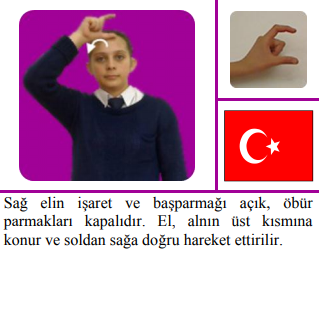 Sağ elin işaret ve başparmağı açık, öbür
parmakları kapalıdır. El, alnın üst kısmına
konur ve soldan sağa doğru hareket ettirilir.